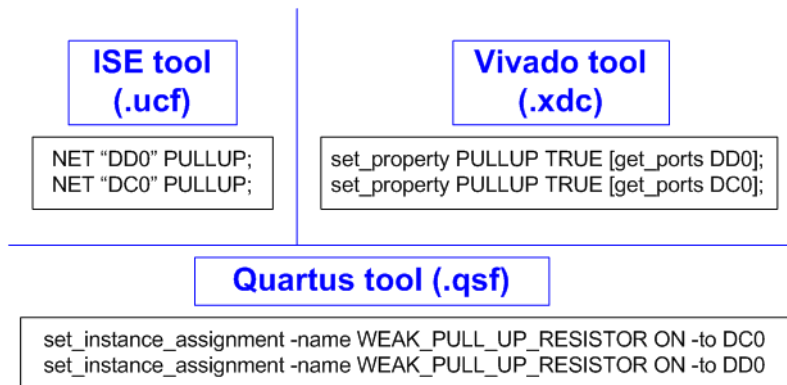 ISE tool
(.ucf)
NET “DD0” PULLUP;
NET “DC0” PULLUP;
Vivado tool
(.xdc)
set_property PULLUP TRUE [get_ports DD0];
set_property PULLUP TRUE [get_ports DC0];
Quartus tool (.qsf)
set_instance_assignment -name WEAK_PULL_UP_RESISTOR ON -to DC0
set_instance_assignment -name WEAK_PULL_UP_RESISTOR ON -to DD0